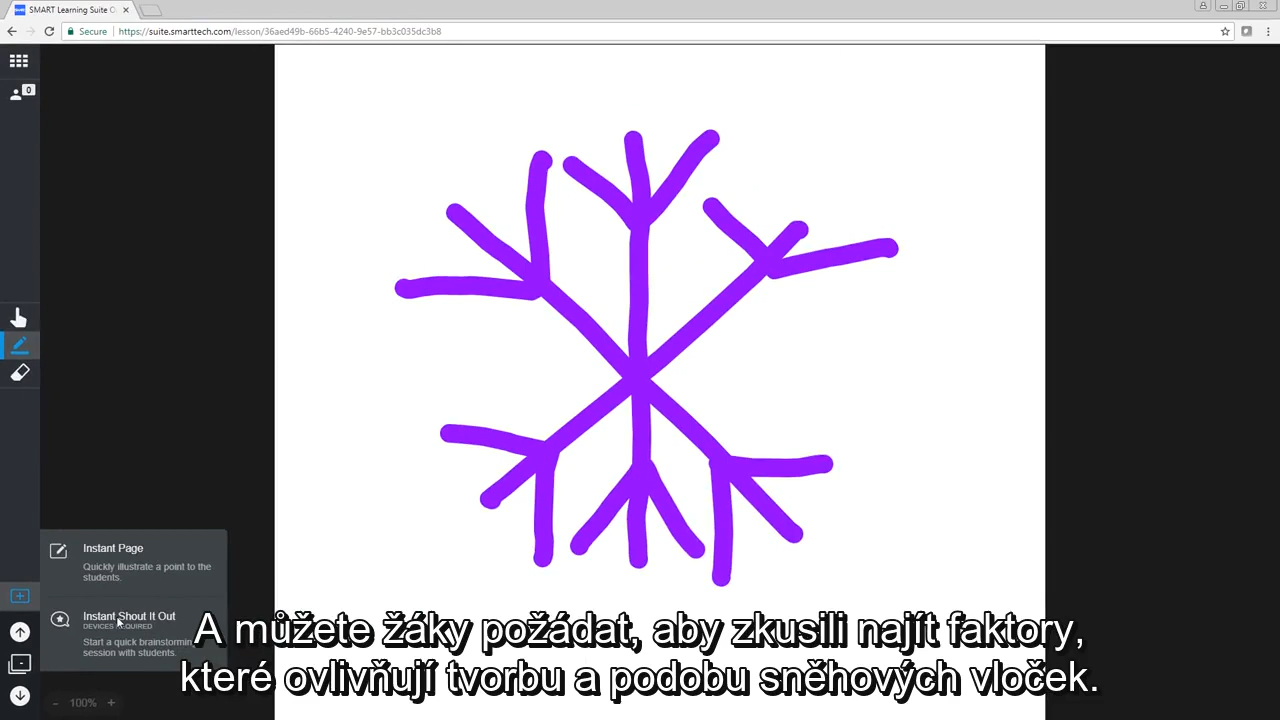 SMART Learning Suite O
Secure
https://suite.smarttech.com/lesson/36aed49b-66b5-4240-9e57-bb3c035dc3b8
0
Instant Page
Quickly illustrate a point to the
students.
Instant Shout It Out
DEVICES REQUIRED
Start a quick brainstorming
session with students.
A můžete žáky požádat, aby zkusili najít faktory,
které ovlivňují tvorbu a podobu sněhových vloček.
- 100% +